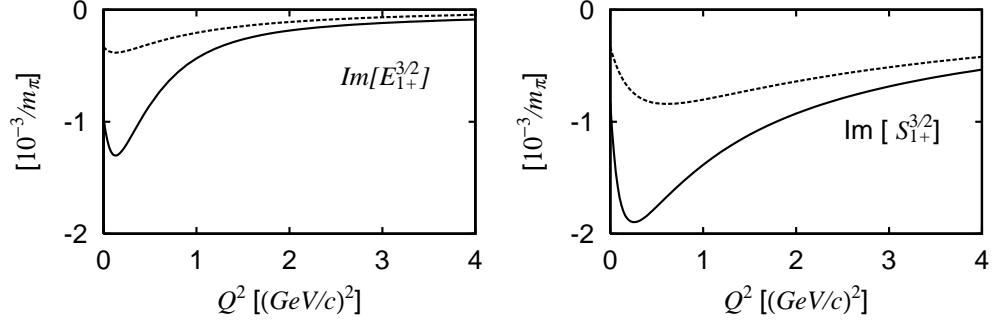 0
-1
-2
[10⁻³/m_π]
Im[E_{1+}^{3/2}]
0 1 2 3 4
Q² [(GeV/c)²]
0
-1
-2
[10⁻³/m_π]
Im [ S_{1+}^{3/2}]
0 1 2 3 4
Q² [(GeV/c)²]